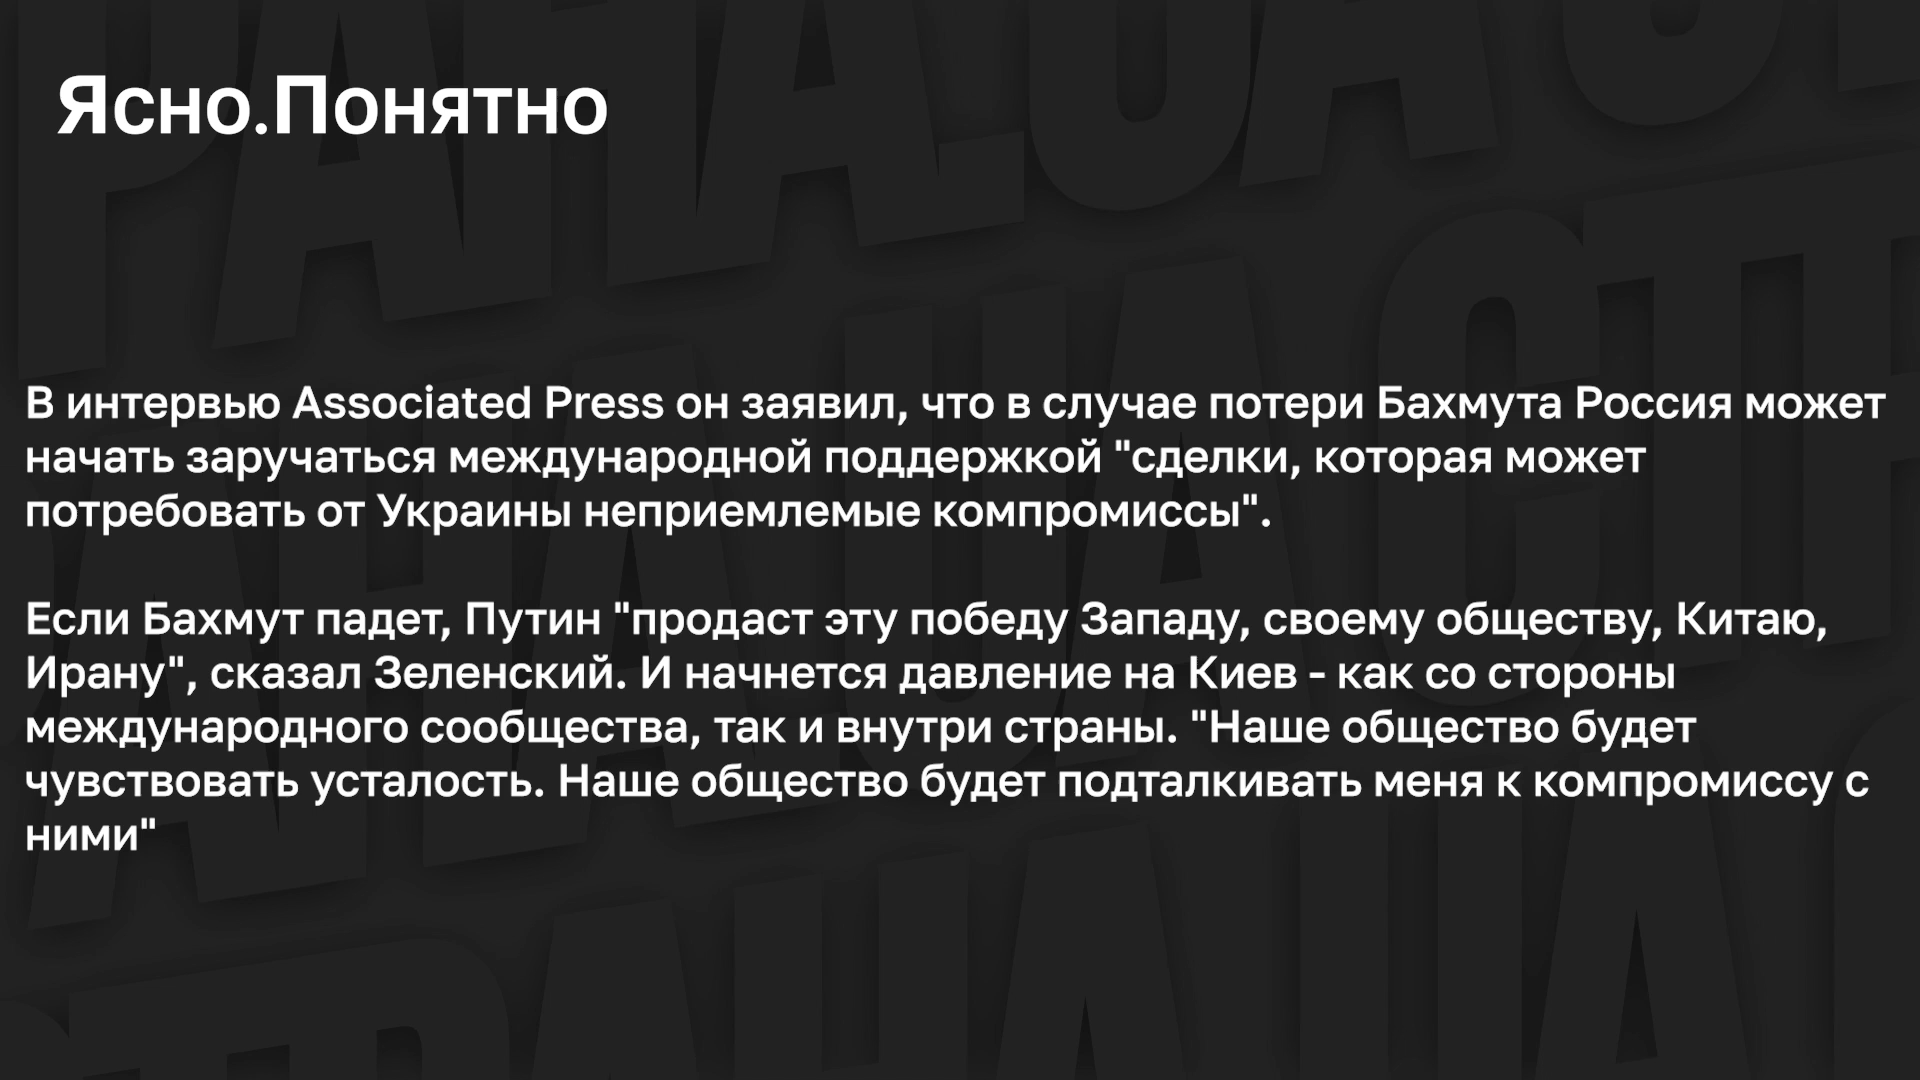 Ясно.Понятно
В интервью Associated Press он заявил, что в случае потери Бахмута Россия может
начать заручаться международной поддержкой "сделки, которая может
потребовать от Украины неприемлемые компромиссы".
Если Бахмут падет, Путин "продаст эту победу Западу, своему обществу, Китаю,
Ирану", сказал Зеленский. И начнется давление на Киев - как со стороны
международного сообщества, так и внутри страны. "Наше общество будет
чувствовать усталость. Наше общество будет подталкивать меня к компромиссу с
ними"